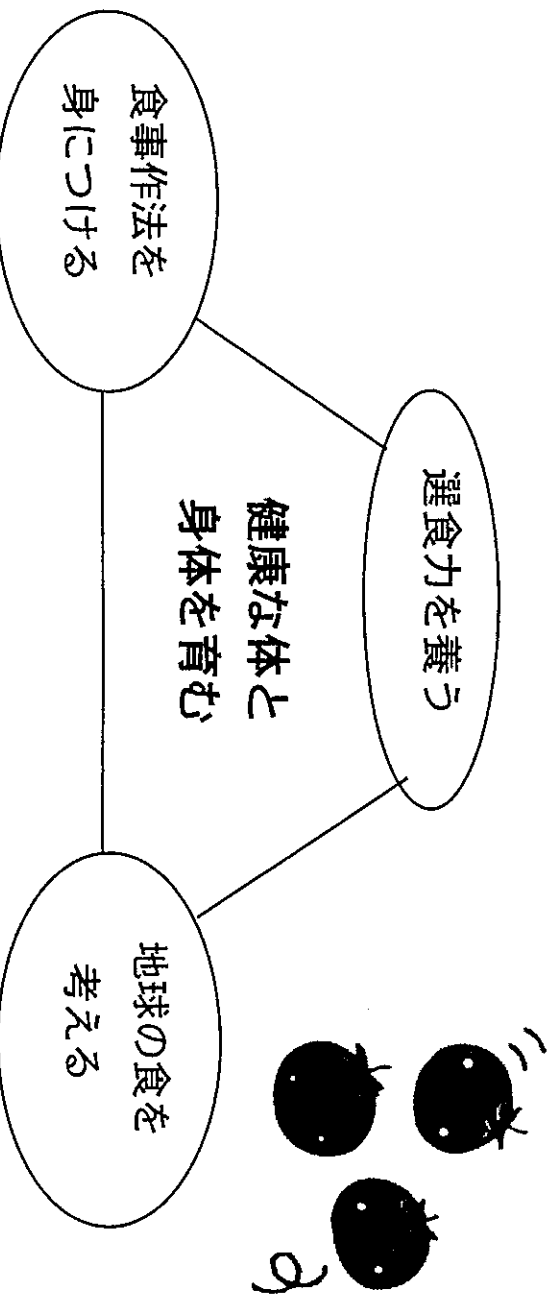 選食力を養う
健康な体と
身体を育む
食事作法を
身につける
地球の食を
考える